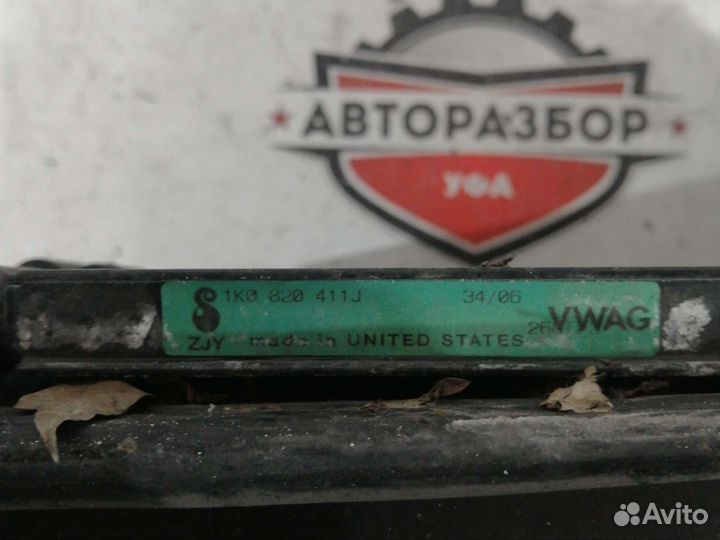 АВТОРАЗБОР
УФА
1K0 820 411J 34/06
ZJY made in UNITED STATES VWAG
Avito